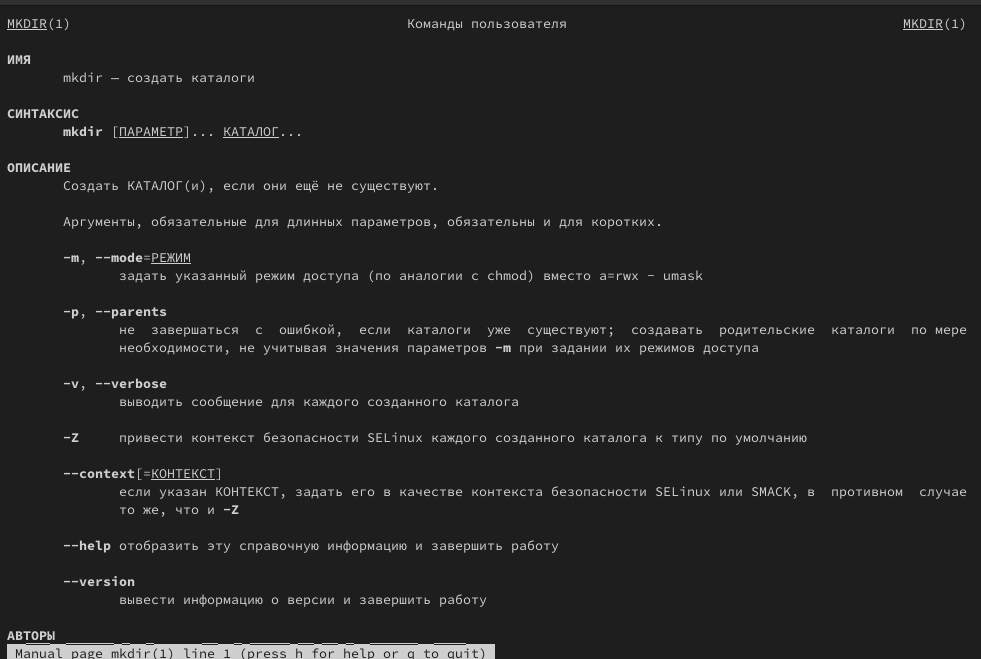 MKDIR(1) Команды пользователя MKDIR(1)
ИМЯ
mkdir — создать каталоги
СИНТАКСИС
mkdir [ПАРАМЕТР]... КАТАЛОГ...
ОПИСАНИЕ
Создать КАТАЛОГ(и), если они ещё не существуют.
Аргументы, обязательные для длинных параметров, обязательны и для коротких.
-m, --mode=РЕЖИМ
задать указанный режим доступа (по аналогии с chmod) вместо a=rwx - umask
-p, --parents
не завершаться с ошибкой, если каталоги уже существуют; создавать родительские каталоги по мере
необходимости, не учитывая значения параметров -m при задании их режимов доступа
-v, --verbose
выводить сообщение для каждого созданного каталога
-Z привести контекст безопасности SELinux каждого созданного каталога к типу по умолчанию
--context[=КОНТЕКСТ]
если указан КОНТЕКСТ, задать его в качестве контекста безопасности SELinux или SMACK, в противном случае
то же, что и -Z
--help отобразить эту справочную информацию и завершить работу
--version
вывести информацию о версии и завершить работу
АВТОРЫ
Manual page mkdir(1) line 1 (press h for help or q to quit)